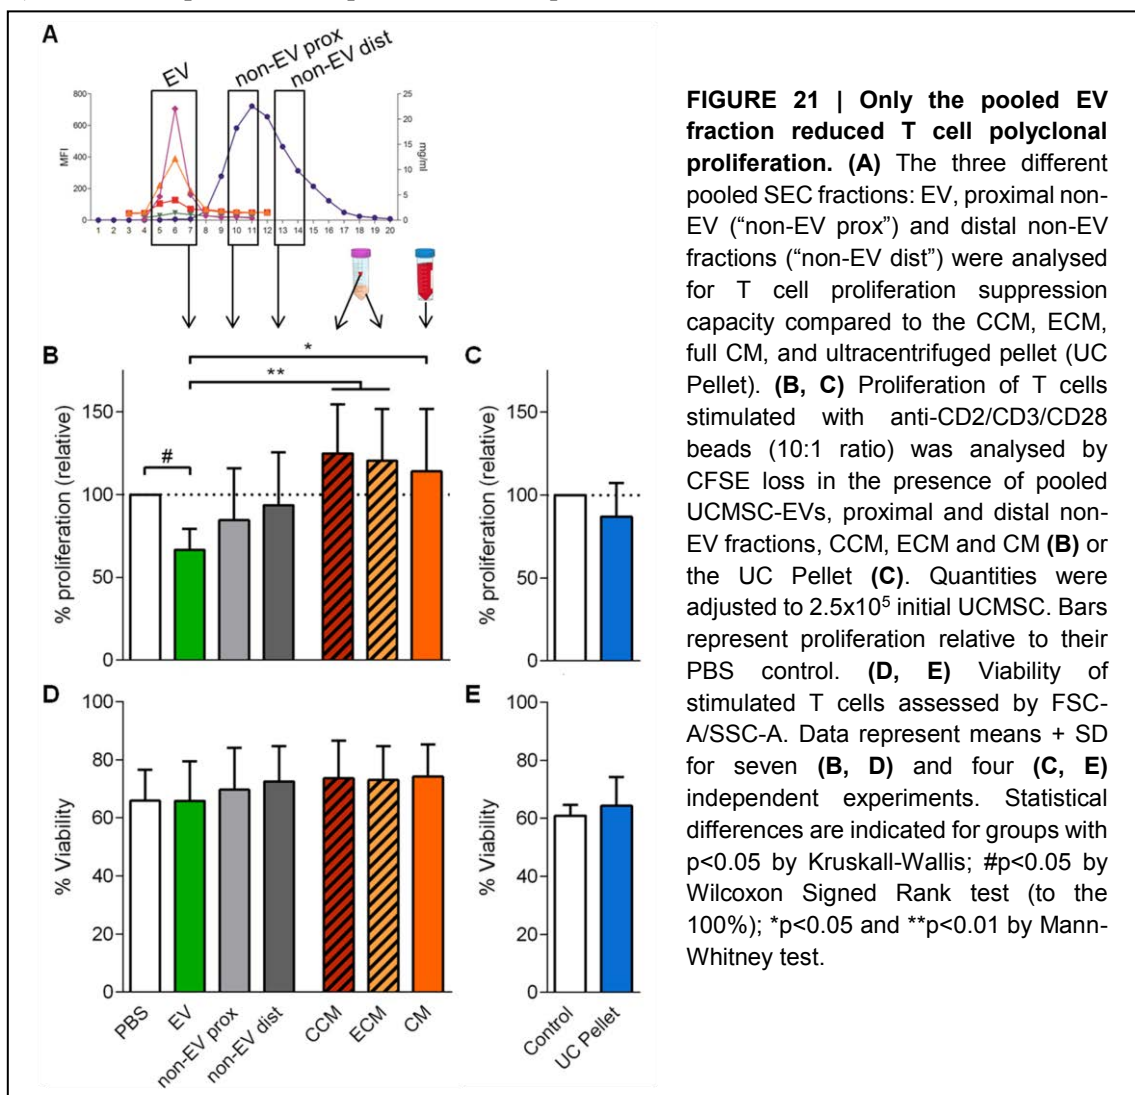 A
EV
non-EV prox
non-EV dist
800
600
400
200
0
MFI
25
20
15
10
5
0
mg/ml
1 2 3 4 5 6 7 8 9 10 11 12 13 14 15 16 17 18 19 20
B
*
**
#
150
100
50
0
% proliferation (relative)
C
150
100
50
0
% proliferation (relative)
D
100
80
60
40
20
0
% Viability
PBS
EV
non-EV prox
non-EV dist
CCM
ECM
CM
E
100
80
60
40
20
0
% Viability
Control
UC Pellet
FIGURE 21 | Only the pooled EV
fraction reduced T cell polyclonal
proliferation. (A) The three different
pooled SEC fractions: EV, proximal non-
EV (“non-EV prox”) and distal non-EV
fractions (“non-EV dist”) were analysed
for T cell proliferation suppression
capacity compared to the CCM, ECM,
full CM, and ultracentrifuged pellet (UC
Pellet). (B, C) Proliferation of T cells
stimulated with anti-CD2/CD3/CD28
beads (10:1 ratio) was analysed by
CFSE loss in the presence of pooled
UCMSC-EVs, proximal and distal non-
EV fractions, CCM, ECM and CM (B) or
the UC Pellet (C). Quantities were
adjusted to 2.5x10⁵ initial UCMSC. Bars
represent proliferation relative to their
PBS control. (D, E) Viability of
stimulated T cells assessed by FSC-
A/SSC-A. Data represent means + SD
for seven (B, D) and four (C, E)
independent experiments. Statistical
differences are indicated for groups with
p<0.05 by Kruskall-Wallis; #p<0.05 by
Wilcoxon Signed Rank test (to the
100%); *p<0.05 and **p<0.01 by Mann-
Whitney test.